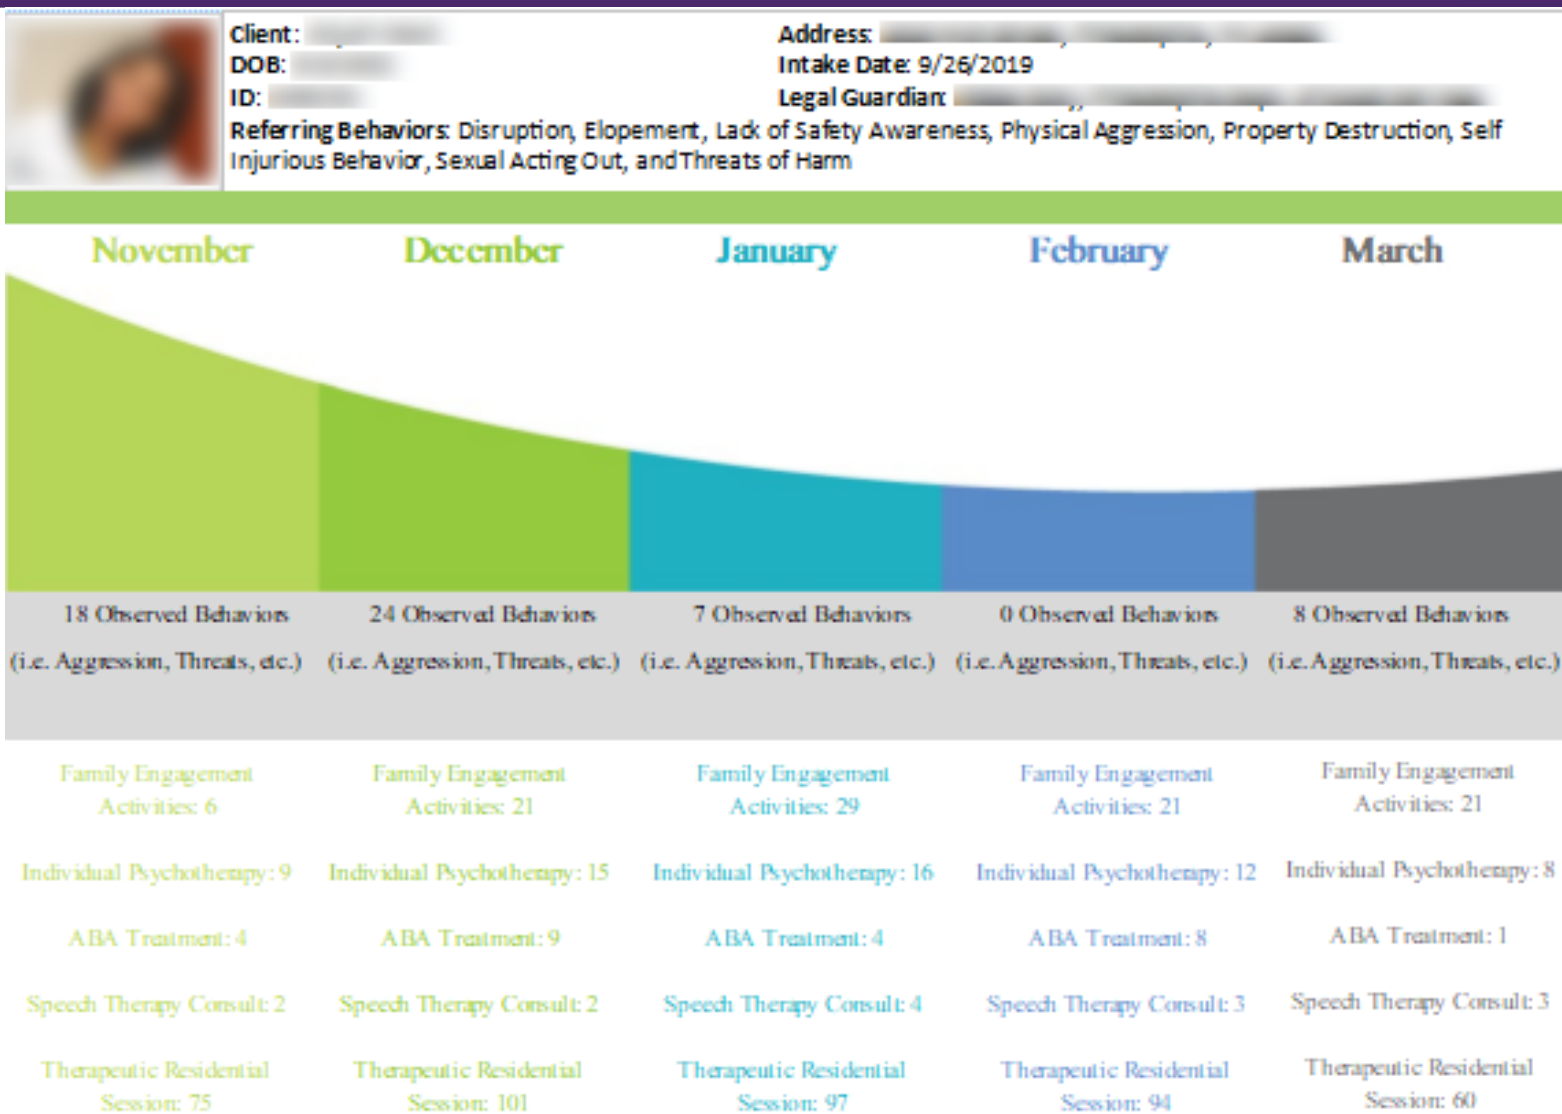 Client:
Address:
DOB:
Intake Date: 9/26/2019
ID:
Legal Guardian:
Referring Behaviors: Disruption, Elopement, Lack of Safety Awareness, Physical Aggression, Property Destruction, Self
Injurious Behavior, Sexual Acting Out, and Threats of Harm
November December January February March
18 Observed Behaviors 24 Observed Behaviors 7 Observed Behaviors 0 Observed Behaviors 8 Observed Behaviors
(i.e. Aggression, Threats, etc.) (i.e. Aggression, Threats, etc.) (i.e. Aggression, Threats, etc.) (i.e. Aggression, Threats, etc.) (i.e. Aggression, Threats, etc.)
Family Engagement Family Engagement Family Engagement Family Engagement Family Engagement
Activities: 6 Activities: 21 Activities: 29 Activities: 21 Activities: 21
Individual Psychotherapy: 9 Individual Psychotherapy: 15 Individual Psychotherapy: 16 Individual Psychotherapy: 12 Individual Psychotherapy: 8
ABA Treatment: 4 ABA Treatment: 9 ABA Treatment: 4 ABA Treatment: 8 ABA Treatment: 1
Speech Therapy Consult: 2 Speech Therapy Consult: 2 Speech Therapy Consult: 4 Speech Therapy Consult: 3 Speech Therapy Consult: 3
Therapeutic Residential Therapeutic Residential Therapeutic Residential Therapeutic Residential Therapeutic Residential
Session: 75 Session: 101 Session: 97 Session: 94 Session: 60